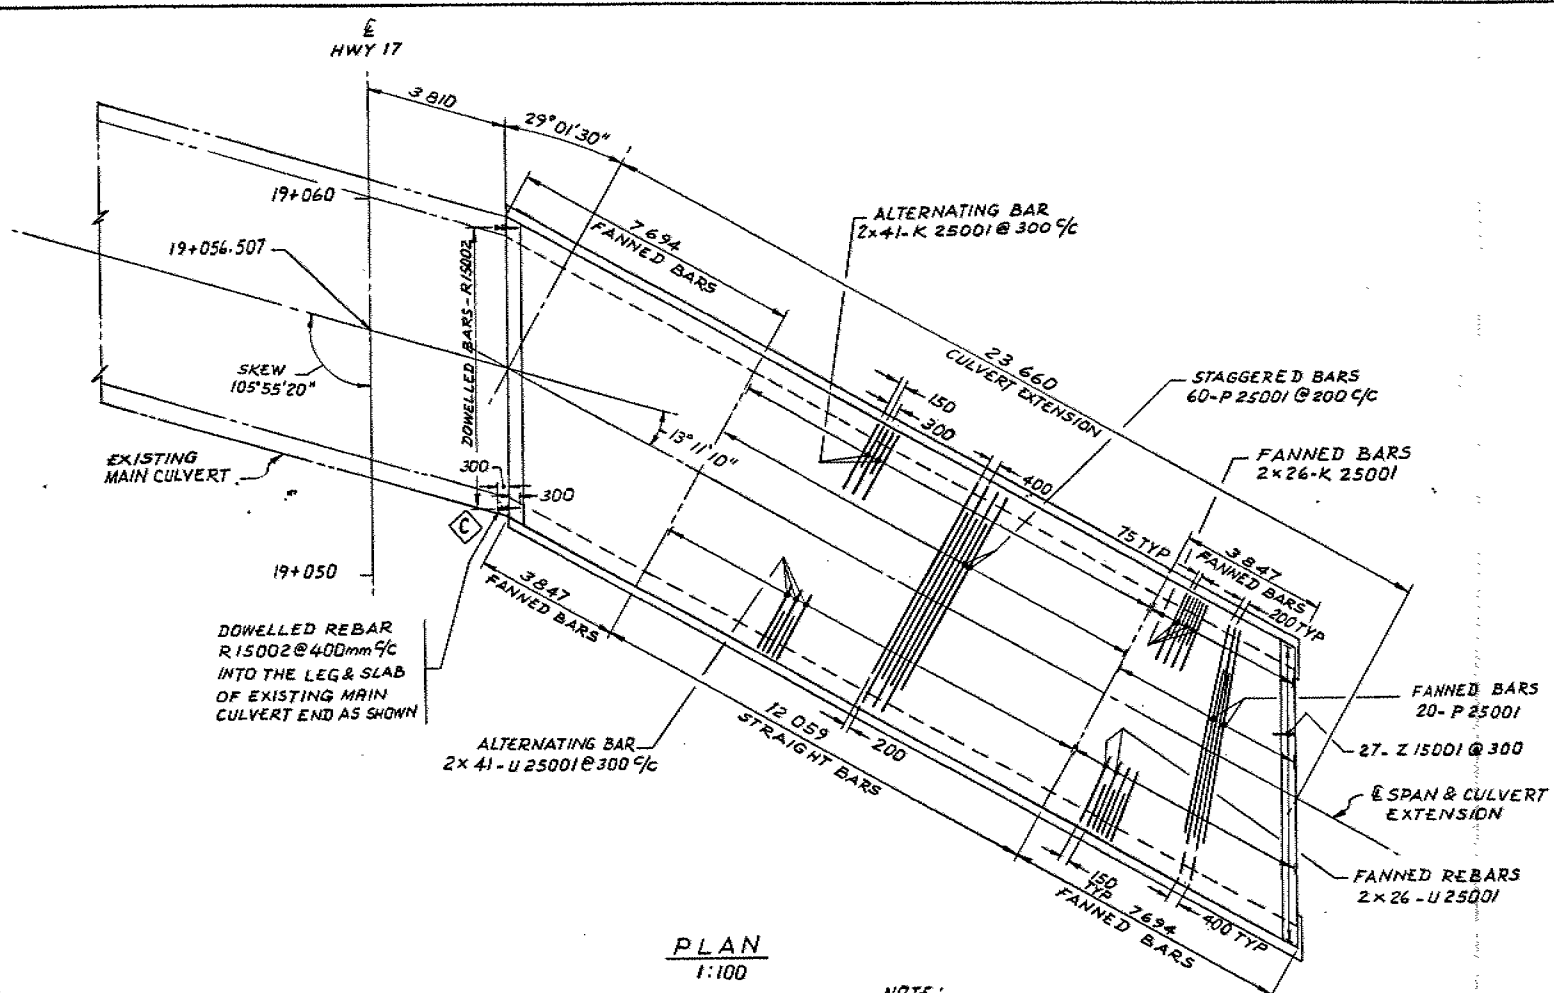 ℄
HWY 17
3 810
29°01'30"
19+060
19+056.507
SKEW
105°55'20"
EXISTING
MAIN CULVERT
19+050
DOWELLED BARS-R15002
300
300
C
7 694
FANNED BARS
ALTERNATING BAR
2x41-K 25001 @ 300 C/C
23 660
CULVERT EXTENSION
150
300
13°11'10"
400
STAGGERED BARS
60-P 25001 @ 200 C/C
FANNED BARS
2x26-K 25001
75 TYP
3 847
FANNED BARS
200 TYP
3 847
FANNED BARS
DOWELLED REBAR
R15002 @ 400mm C/C
INTO THE LEG & SLAB
OF EXISTING MAIN
CULVERT END AS SHOWN
ALTERNATING BAR
2x 41-U 25001 @ 300 C/C
12 059
STRAIGHT BARS
200
FANNED BARS
20-P 25001
27-Z 15001 @ 300
℄ SPAN & CULVERT
EXTENSION
FANNED REBARS
2x26-U 25001
150
TYP
7 694
FANNED BARS
400 TYP
PLAN
1:100
NOTE: